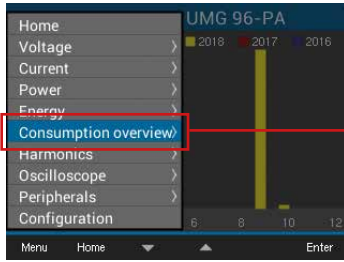 UMG 96-PA
Home
Voltage
Current
Power
Energy
Consumption overview
Harmonics
Oscilloscope
Peripherals
Configuration
2018 2017 2016
6 8 10 12
Menu Home Enter